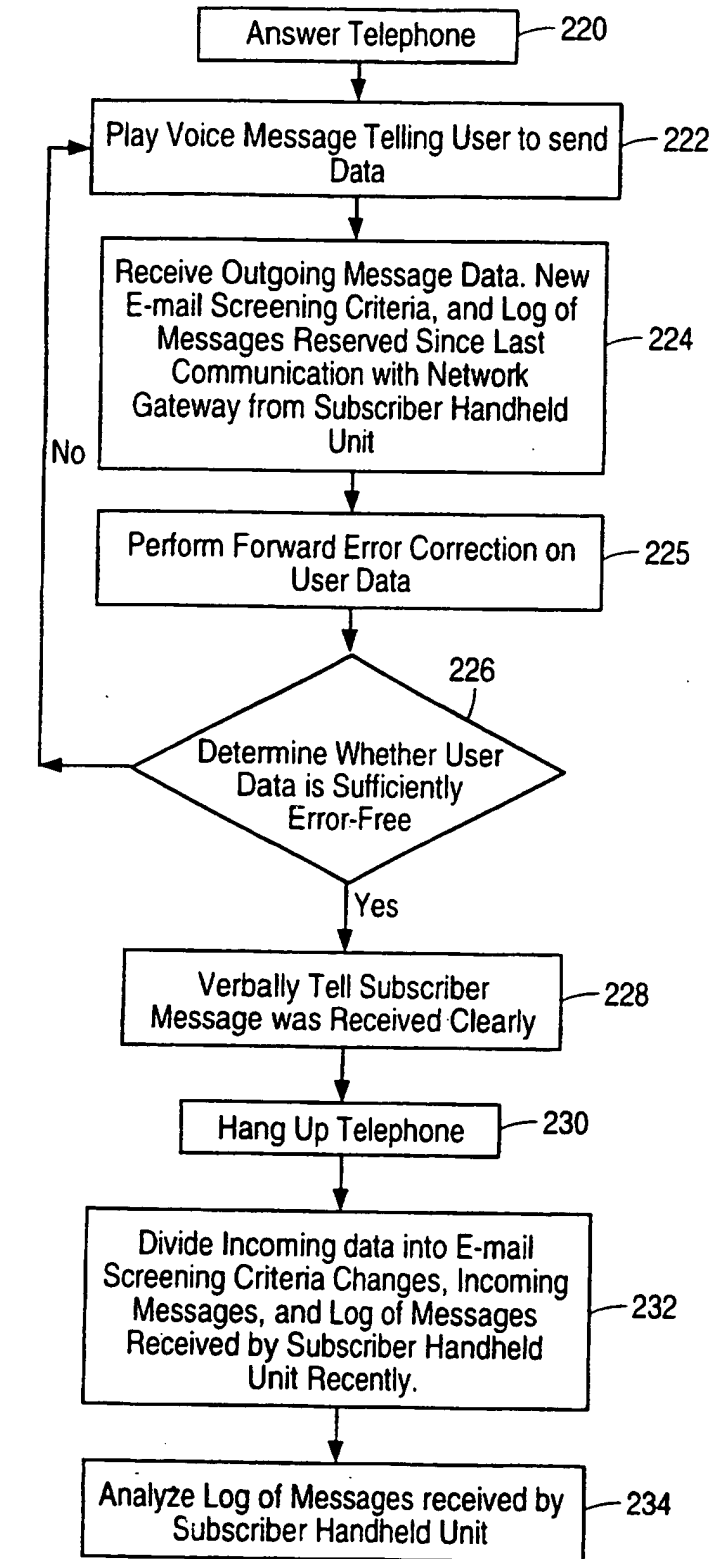 Answer Telephone
220
Play Voice Message Telling User to send
Data
222
Receive Outgoing Message Data. New
E-mail Screening Criteria, and Log of
Messages Reserved Since Last
Communication with Network
Gateway from Subscriber Handheld
Unit
224
No
Perform Forward Error Correction on
User Data
225
226
Determine Whether User
Data is Sufficiently
Error-Free
Yes
Verbally Tell Subscriber
Message was Received Clearly
228
Hang Up Telephone
230
Divide Incoming data into E-mail
Screening Criteria Changes, Incoming
Messages, and Log of Messages
Received by Subscriber Handheld
Unit Recently.
232
Analyze Log of Messages received by
Subscriber Handheld Unit
234